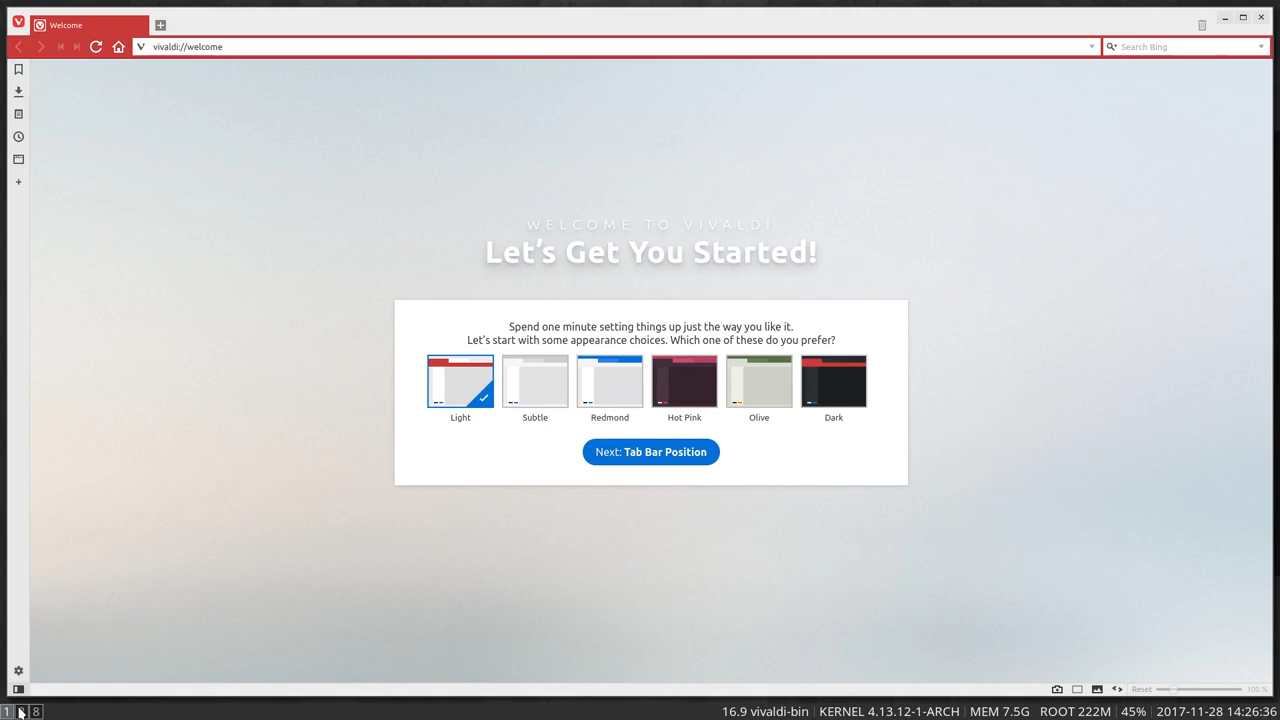 Welcome
vivaldi://welcome
Search Bing
WELCOME TO VIVALDI
Let’s Get You Started!
Spend one minute setting things up just the way you like it.
Let’s start with some appearance choices. Which one of these do you prefer?
Light Subtle Redmond Hot Pink Olive Dark
Next: Tab Bar Position
Reset 100 %
1 8 16.9 vivaldi-bin KERNEL 4.13.12-1-ARCH MEM 7.5G ROOT 222M 45% 2017-11-28 14:26:36